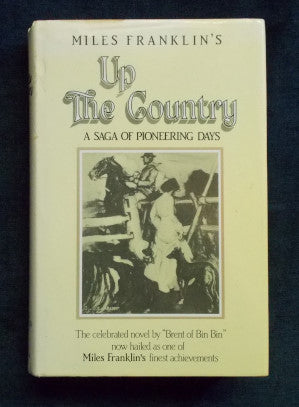 MILES FRANKLIN'S
Up
The Country
A SAGA OF PIONEERING DAYS
The celebrated novel by "Brent of Bin Bin"
now hailed as one of
Miles Franklin's finest achievements